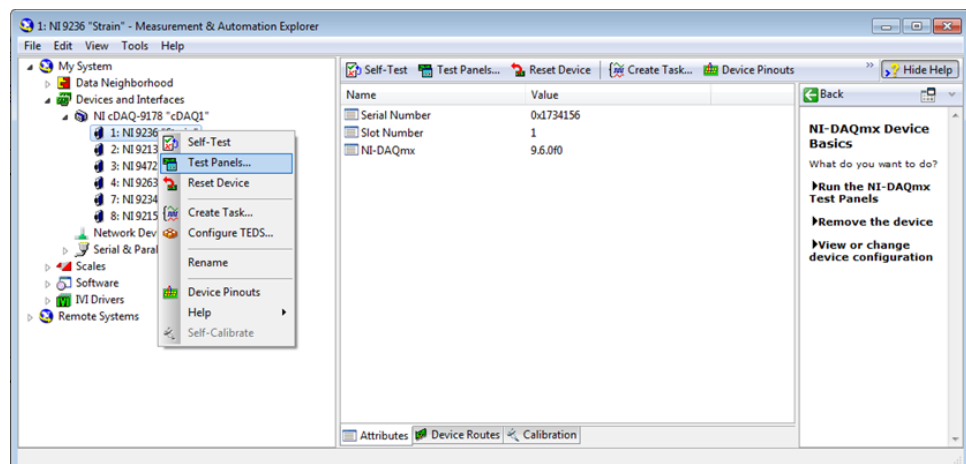 1: NI 9236 "Strain" - Measurement & Automation Explorer
File Edit View Tools Help
My System
Data Neighborhood
Devices and Interfaces
NI cDAQ-9178 "cDAQ1"
1: NI 9236
2: NI 9213
3: NI 9472
4: NI 9263
7: NI 9234
8: NI 9215
Network Dev
Serial & Paral
Scales
Software
IVI Drivers
Remote Systems
Self-Test
Test Panels...
Reset Device
Create Task...
Configure TEDS...
Rename
Device Pinouts
Help
Self-Calibrate
Self-Test Test Panels... Reset Device Create Task... Device Pinouts » Hide Help
Name Value
Serial Number 0x1734156
Slot Number 1
NI-DAQmx 9.6.0f0
Attributes Device Routes Calibration
Back
NI-DAQmx Device
Basics
What do you want to do?
Run the NI-DAQmx
Test Panels
Remove the device
View or change
device configuration